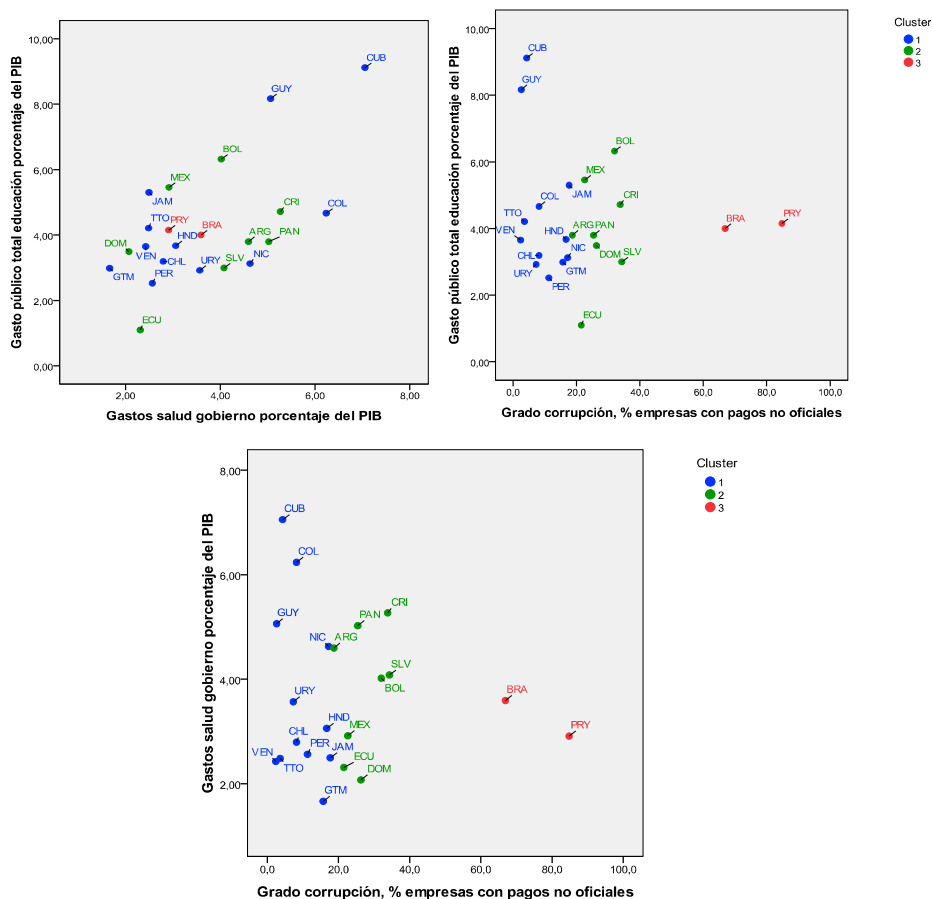 Gasto público total educación porcentaje del PIB
10,00
8,00
6,00
4,00
2,00
0,00
CUB
GUY
BOL
MEX
JAM
CRI
COL
TTO
PRY
BRA
HND
ARG
PAN
DOM
VEN
CHL
URY
SLV
NIC
GTM
PER
ECU
2,00
4,00
6,00
8,00
Gastos salud gobierno porcentaje del PIB
Gasto público total educación porcentaje del PIB
10,00
8,00
6,00
4,00
2,00
0,00
CUB
GUY
BOL
MEX
JAM
COL
CRI
TTO
BRA
PRY
VEN
HND
ARG
PAN
NIC
CHL
DOM
SLV
URY
GTM
PER
ECU
0,0
20,0
40,0
60,0
80,0
100,0
Grado corrupción, % empresas con pagos no oficiales
Cluster
1
2
3
Gastos salud gobierno porcentaje del PIB
8,00
6,00
4,00
2,00
CUB
COL
GUY
PAN
CRI
NIC
ARG
SLV
BOL
URY
BRA
HND
MEX
PRY
CHL
PER
JAM
VEN
TTO
ECU
DOM
GTM
0,0
20,0
40,0
60,0
80,0
100,0
Grado corrupción, % empresas con pagos no oficiales
Cluster
1
2
3